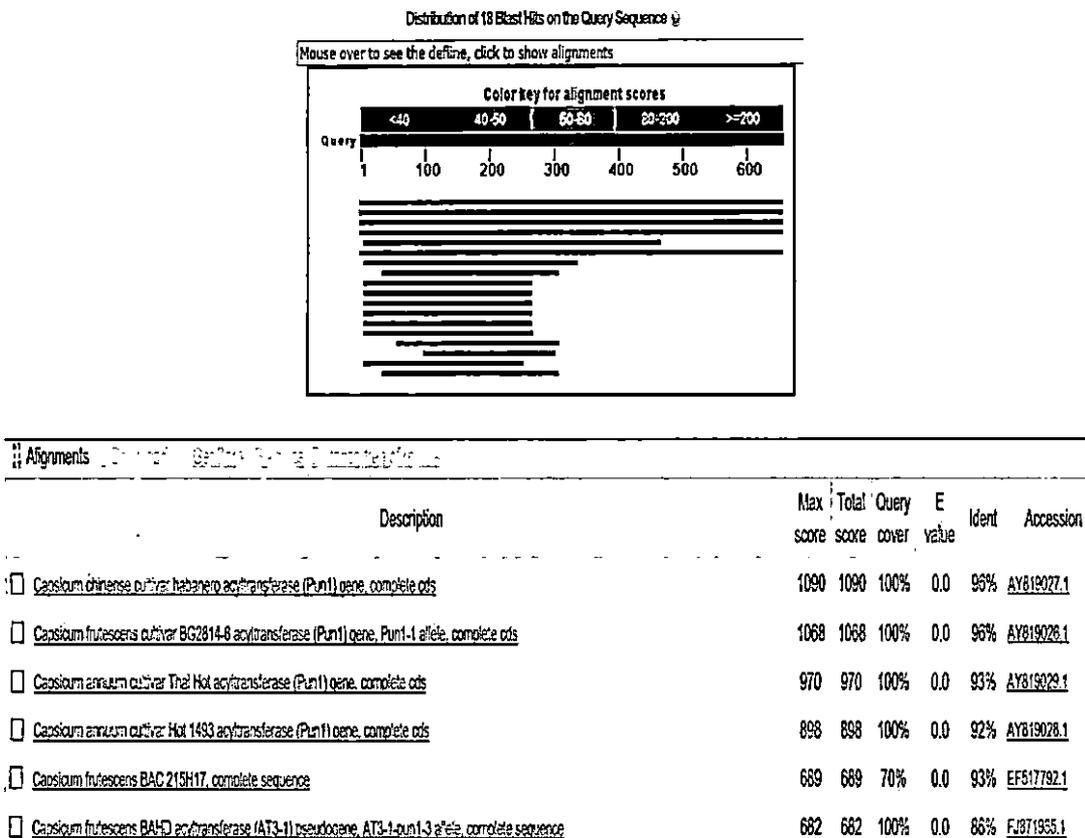 Distribution of 18 Blast Hits on the Query Sequence
Mouse over to see the defline, click to show alignments
Color key for alignment scores
<40 40-50 50-80 80-200 >=200
Query
1 100 200 300 400 500 600
Alignments
Description Max score Total score Query cover E value Ident Accession
Capsicum chinense cultivar habanero acyltransferase (Pun1) gene, complete cds 1090 1090 100% 0.0 96% AY819027.1
Capsicum frutescens cultivar BG2814-6 acyltransferase (Pun1) gene, Pun1-1 allele, complete cds 1068 1068 100% 0.0 96% AY819026.1
Capsicum annuum cultivar Thai Hot acyltransferase (Pun1) gene, complete cds 970 970 100% 0.0 93% AY819029.1
Capsicum annuum cultivar Hot 1493 acyltransferase (Pun1) gene, complete cds 898 898 100% 0.0 92% AY819028.1
Capsicum frutescens BAC 215H17, complete sequence 689 689 70% 0.0 93% EF517792.1
Capsicum frutescens BAHD acyltransferase (AT3-1) pseudogene, AT3-1-pun1-3 allele, complete sequence 682 682 100% 0.0 86% FJ871985.1